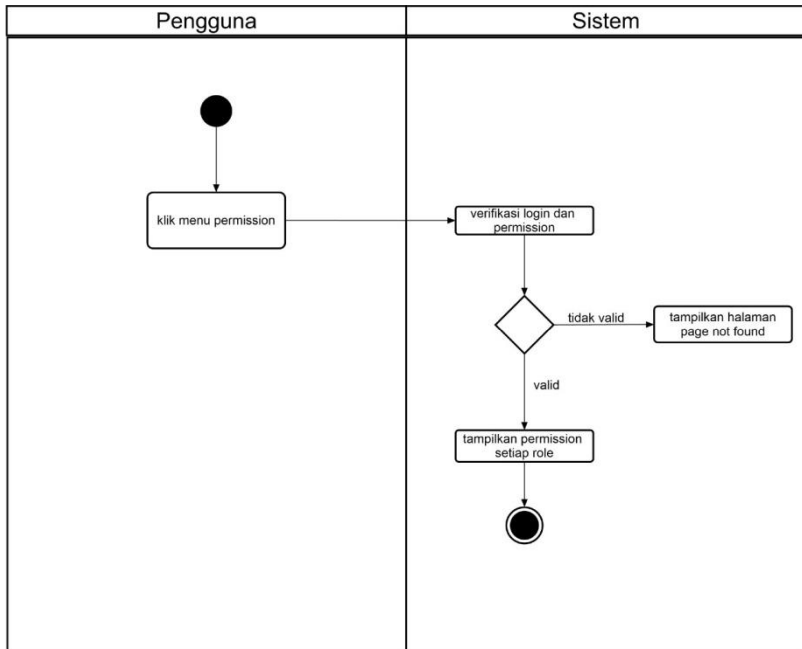 Pengguna
Sistem
klik menu permission
verifikasi login dan
permission
tidak valid
tampilkan halaman
page not found
valid
tampilkan permission
setiap role